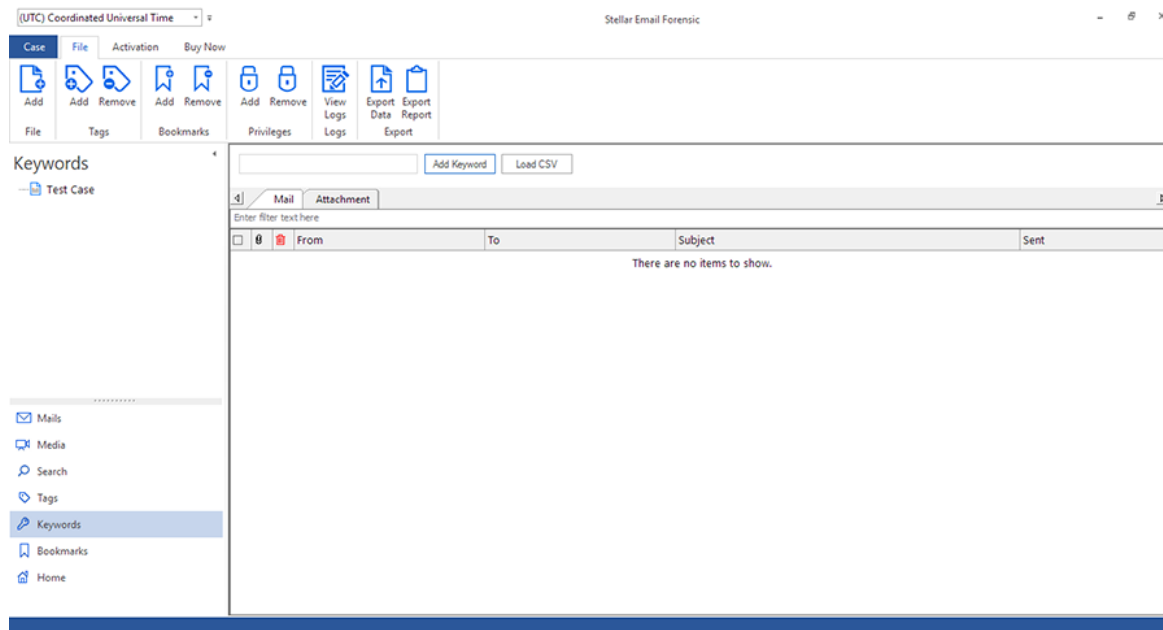 (UTC) Coordinated Universal Time
Stellar Email Forensic
Case File Activation Buy Now
Add Add Remove Add Remove Add Remove View Logs Export Data Export Report
File Tags Bookmarks Privileges Logs Export
Keywords
Test Case
Add Keyword Load CSV
Mail Attachment
Enter filter text here
From To Subject Sent
There are no items to show.
Mails
Media
Search
Tags
Keywords
Bookmarks
Home